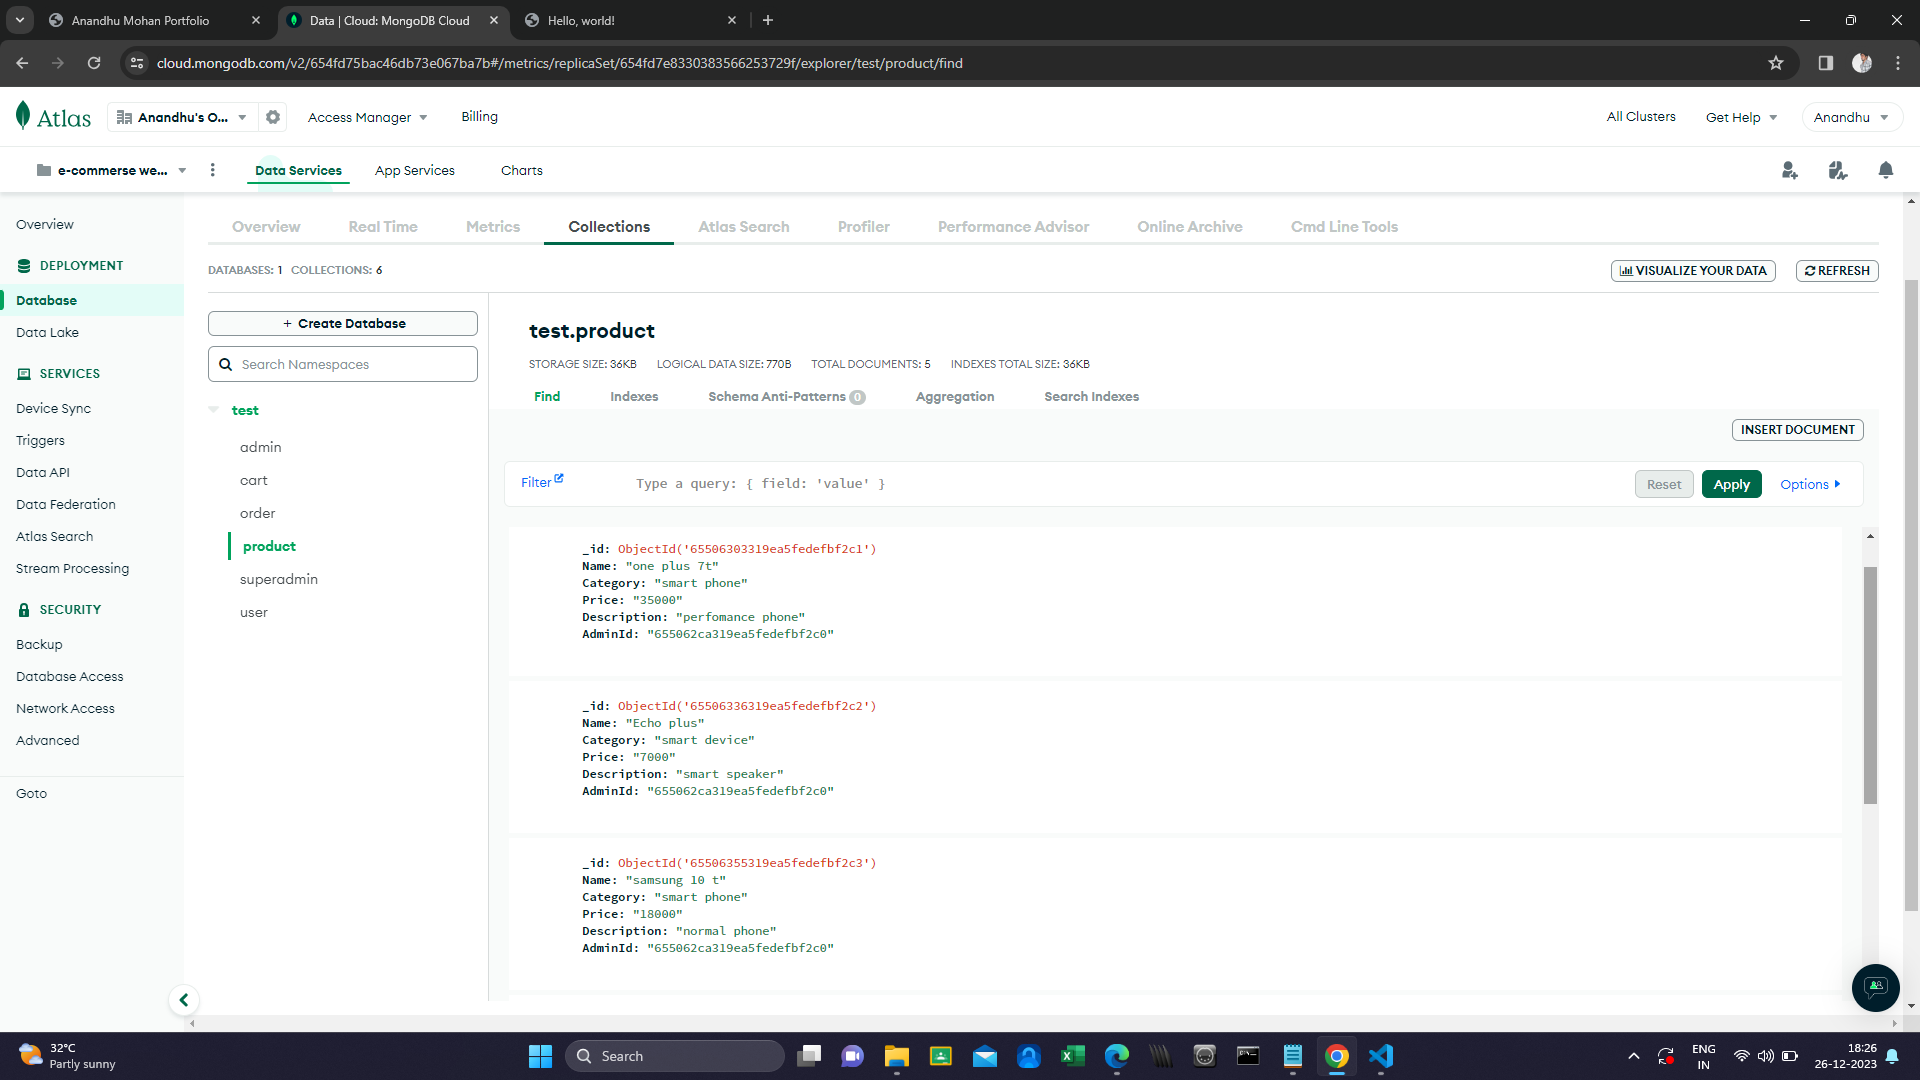 Anandhu Mohan Portfolio
Data | Cloud: MongoDB Cloud
Hello, world!
cloud.mongodb.com/v2/654fd75bac46db73e067ba7b#/metrics/replicaSet/654fd7e8330383566253729f/explorer/test/product/find
Atlas
Anandhu's O...
Access Manager
Billing
All Clusters
Get Help
Anandhu
e-commerse we...
Data Services
App Services
Charts
Overview
DEPLOYMENT
Database
Data Lake
SERVICES
Device Sync
Triggers
Data API
Data Federation
Atlas Search
Stream Processing
SECURITY
Backup
Database Access
Network Access
Advanced
Goto
Overview
Real Time
Metrics
Collections
Atlas Search
Profiler
Performance Advisor
Online Archive
Cmd Line Tools
DATABASES: 1 COLLECTIONS: 6
VISUALIZE YOUR DATA
REFRESH
+ Create Database
Search Namespaces
test
admin
cart
order
product
superadmin
user
test.product
STORAGE SIZE: 36KB LOGICAL DATA SIZE: 770B TOTAL DOCUMENTS: 5 INDEXES TOTAL SIZE: 36KB
Find
Indexes
Schema Anti-Patterns 0
Aggregation
Search Indexes
INSERT DOCUMENT
Filter
Type a query: { field: 'value' }
Reset
Apply
Options
_id: ObjectId('65506303319ea5fedefbf2c1')
Name: "one plus 7t"
Category: "smart phone"
Price: "35000"
Description: "perfomance phone"
AdminId: "655062ca319ea5fedefbf2c0"
_id: ObjectId('65506336319ea5fedefbf2c2')
Name: "Echo plus"
Category: "smart device"
Price: "7000"
Description: "smart speaker"
AdminId: "655062ca319ea5fedefbf2c0"
_id: ObjectId('65506355319ea5fedefbf2c3')
Name: "samsung 10 t"
Category: "smart phone"
Price: "18000"
Description: "normal phone"
AdminId: "655062ca319ea5fedefbf2c0"
32°C
Partly sunny
Search
ENG
IN
18:26
26-12-2023